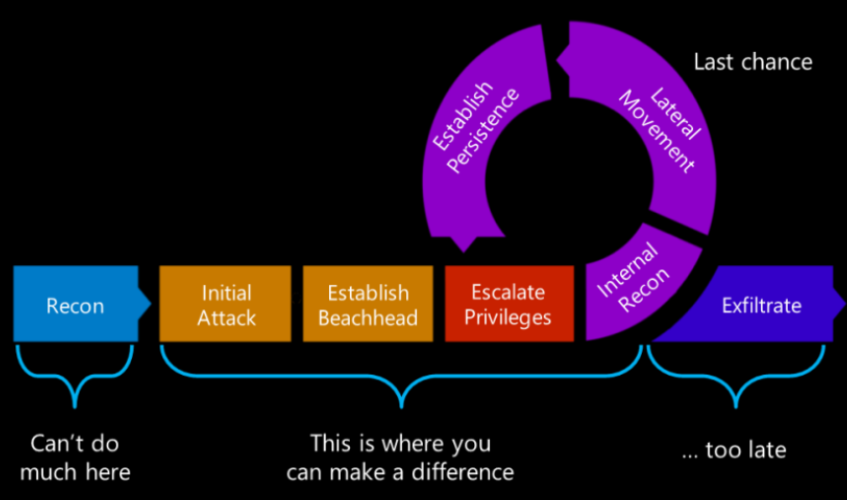 Last chance
Establish
Persistence
Lateral
Movement
Internal
Recon
Recon
Initial
Attack
Establish
Beachhead
Escalate
Privileges
Exfiltrate
Can't do
much here
This is where you
can make a difference
... too late